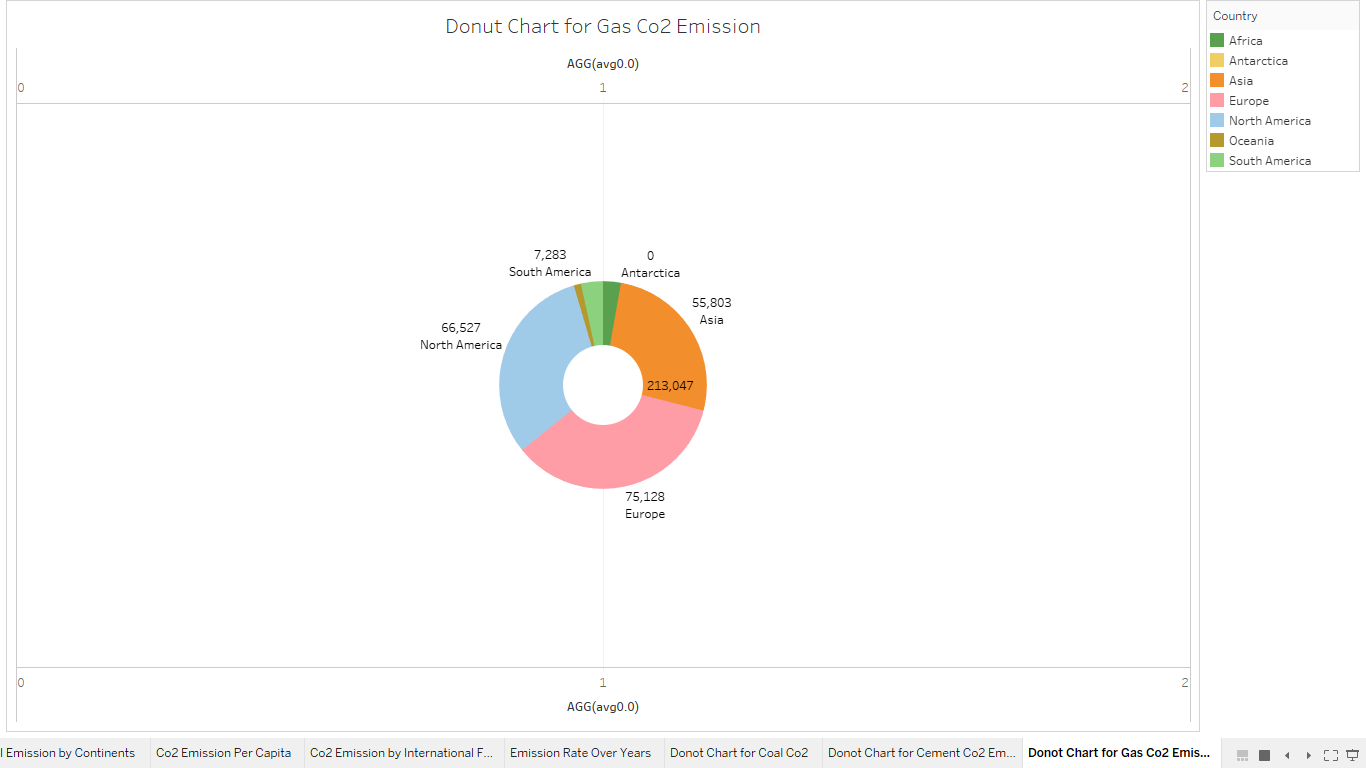 Donut Chart for Gas Co2 Emission
AGG(avg0.0)
0 1 2
7,283
South America
0
Antarctica
55,803
Asia
66,527
North America
213,047
75,128
Europe
0 1 2
AGG(avg0.0)
Country
Africa
Antarctica
Asia
Europe
North America
Oceania
South America
l Emission by Continents
Co2 Emission Per Capita
Co2 Emission by International F...
Emission Rate Over Years
Donot Chart for Coal Co2
Donot Chart for Cement Co2 Em...
Donot Chart for Gas Co2 Emis...